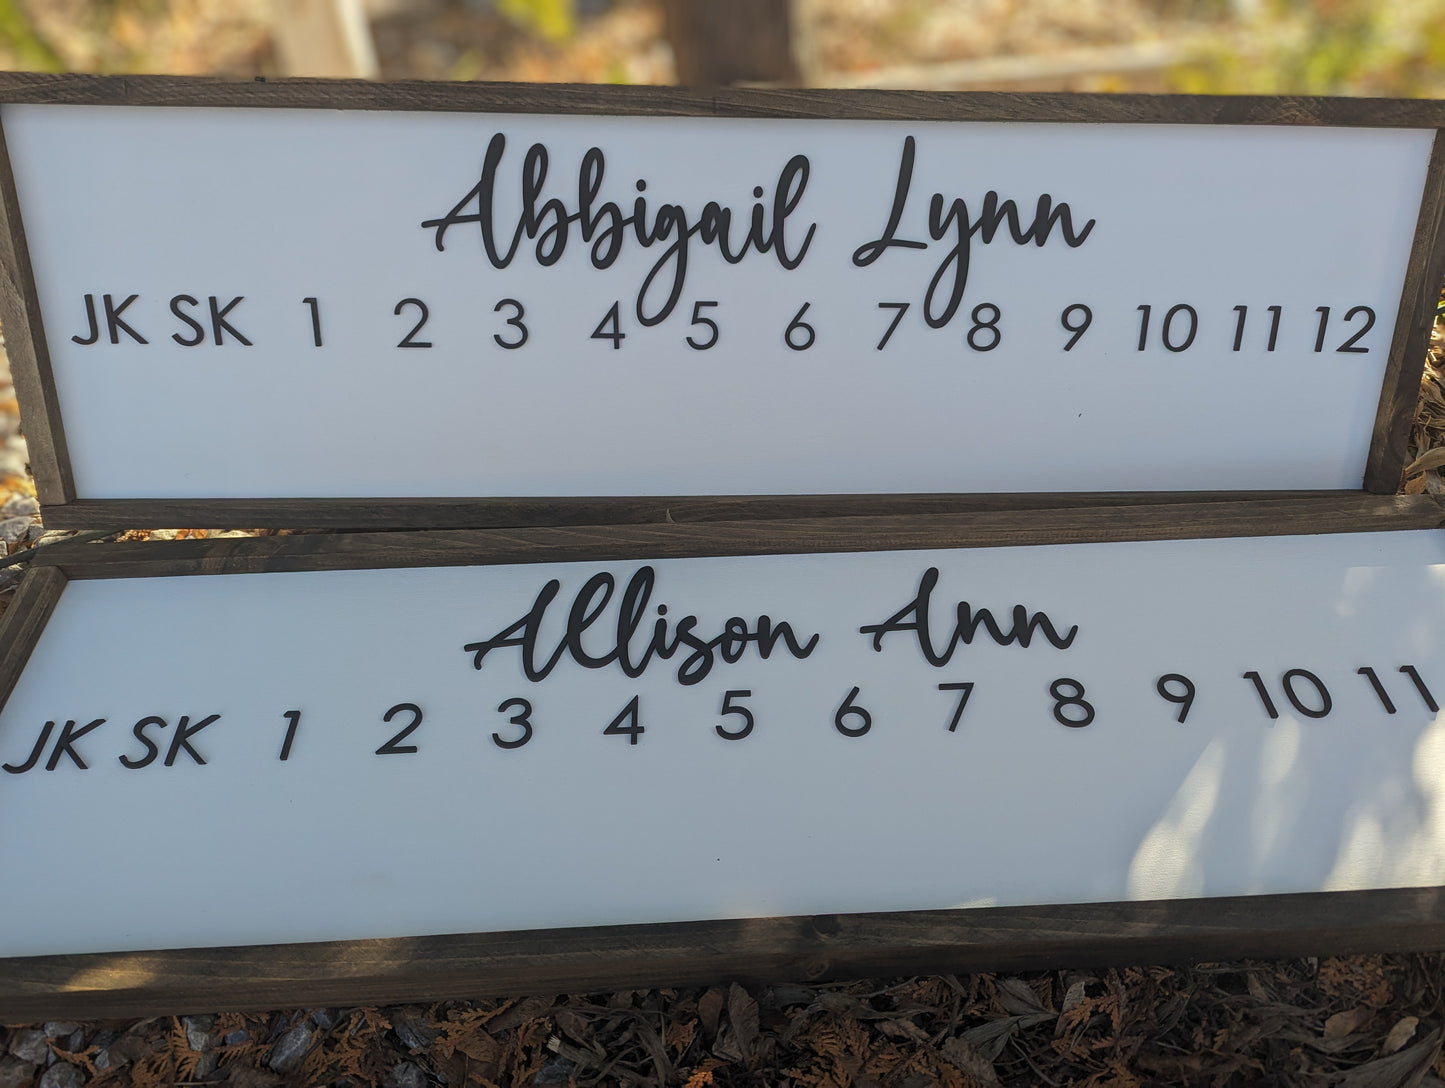 Abbigail Lynn
JK SK 1 2 3 4 5 6 7 8 9 10 11 12
Allison Ann
JK SK 1 2 3 4 5 6 7 8 9 10 11